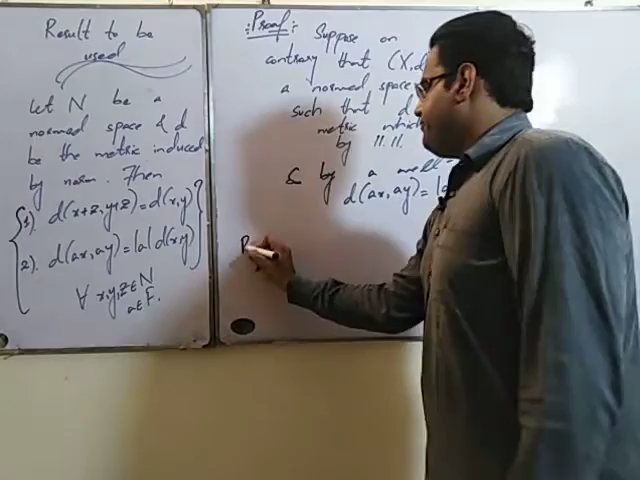 Result to be
used
let N be a
normed space & d
be the metric induced
by norm. Then
1). d(x+z,y+z)=d(x,y)
2). d(ax,ay)=|a|d(x,y)
∀ x,y,z∈N
a∈F.
:Proof: Suppose on
contrary that (X,d
a normed space
such that d
metric which
by ||.||.
& by a
d(ax,ay)=|a